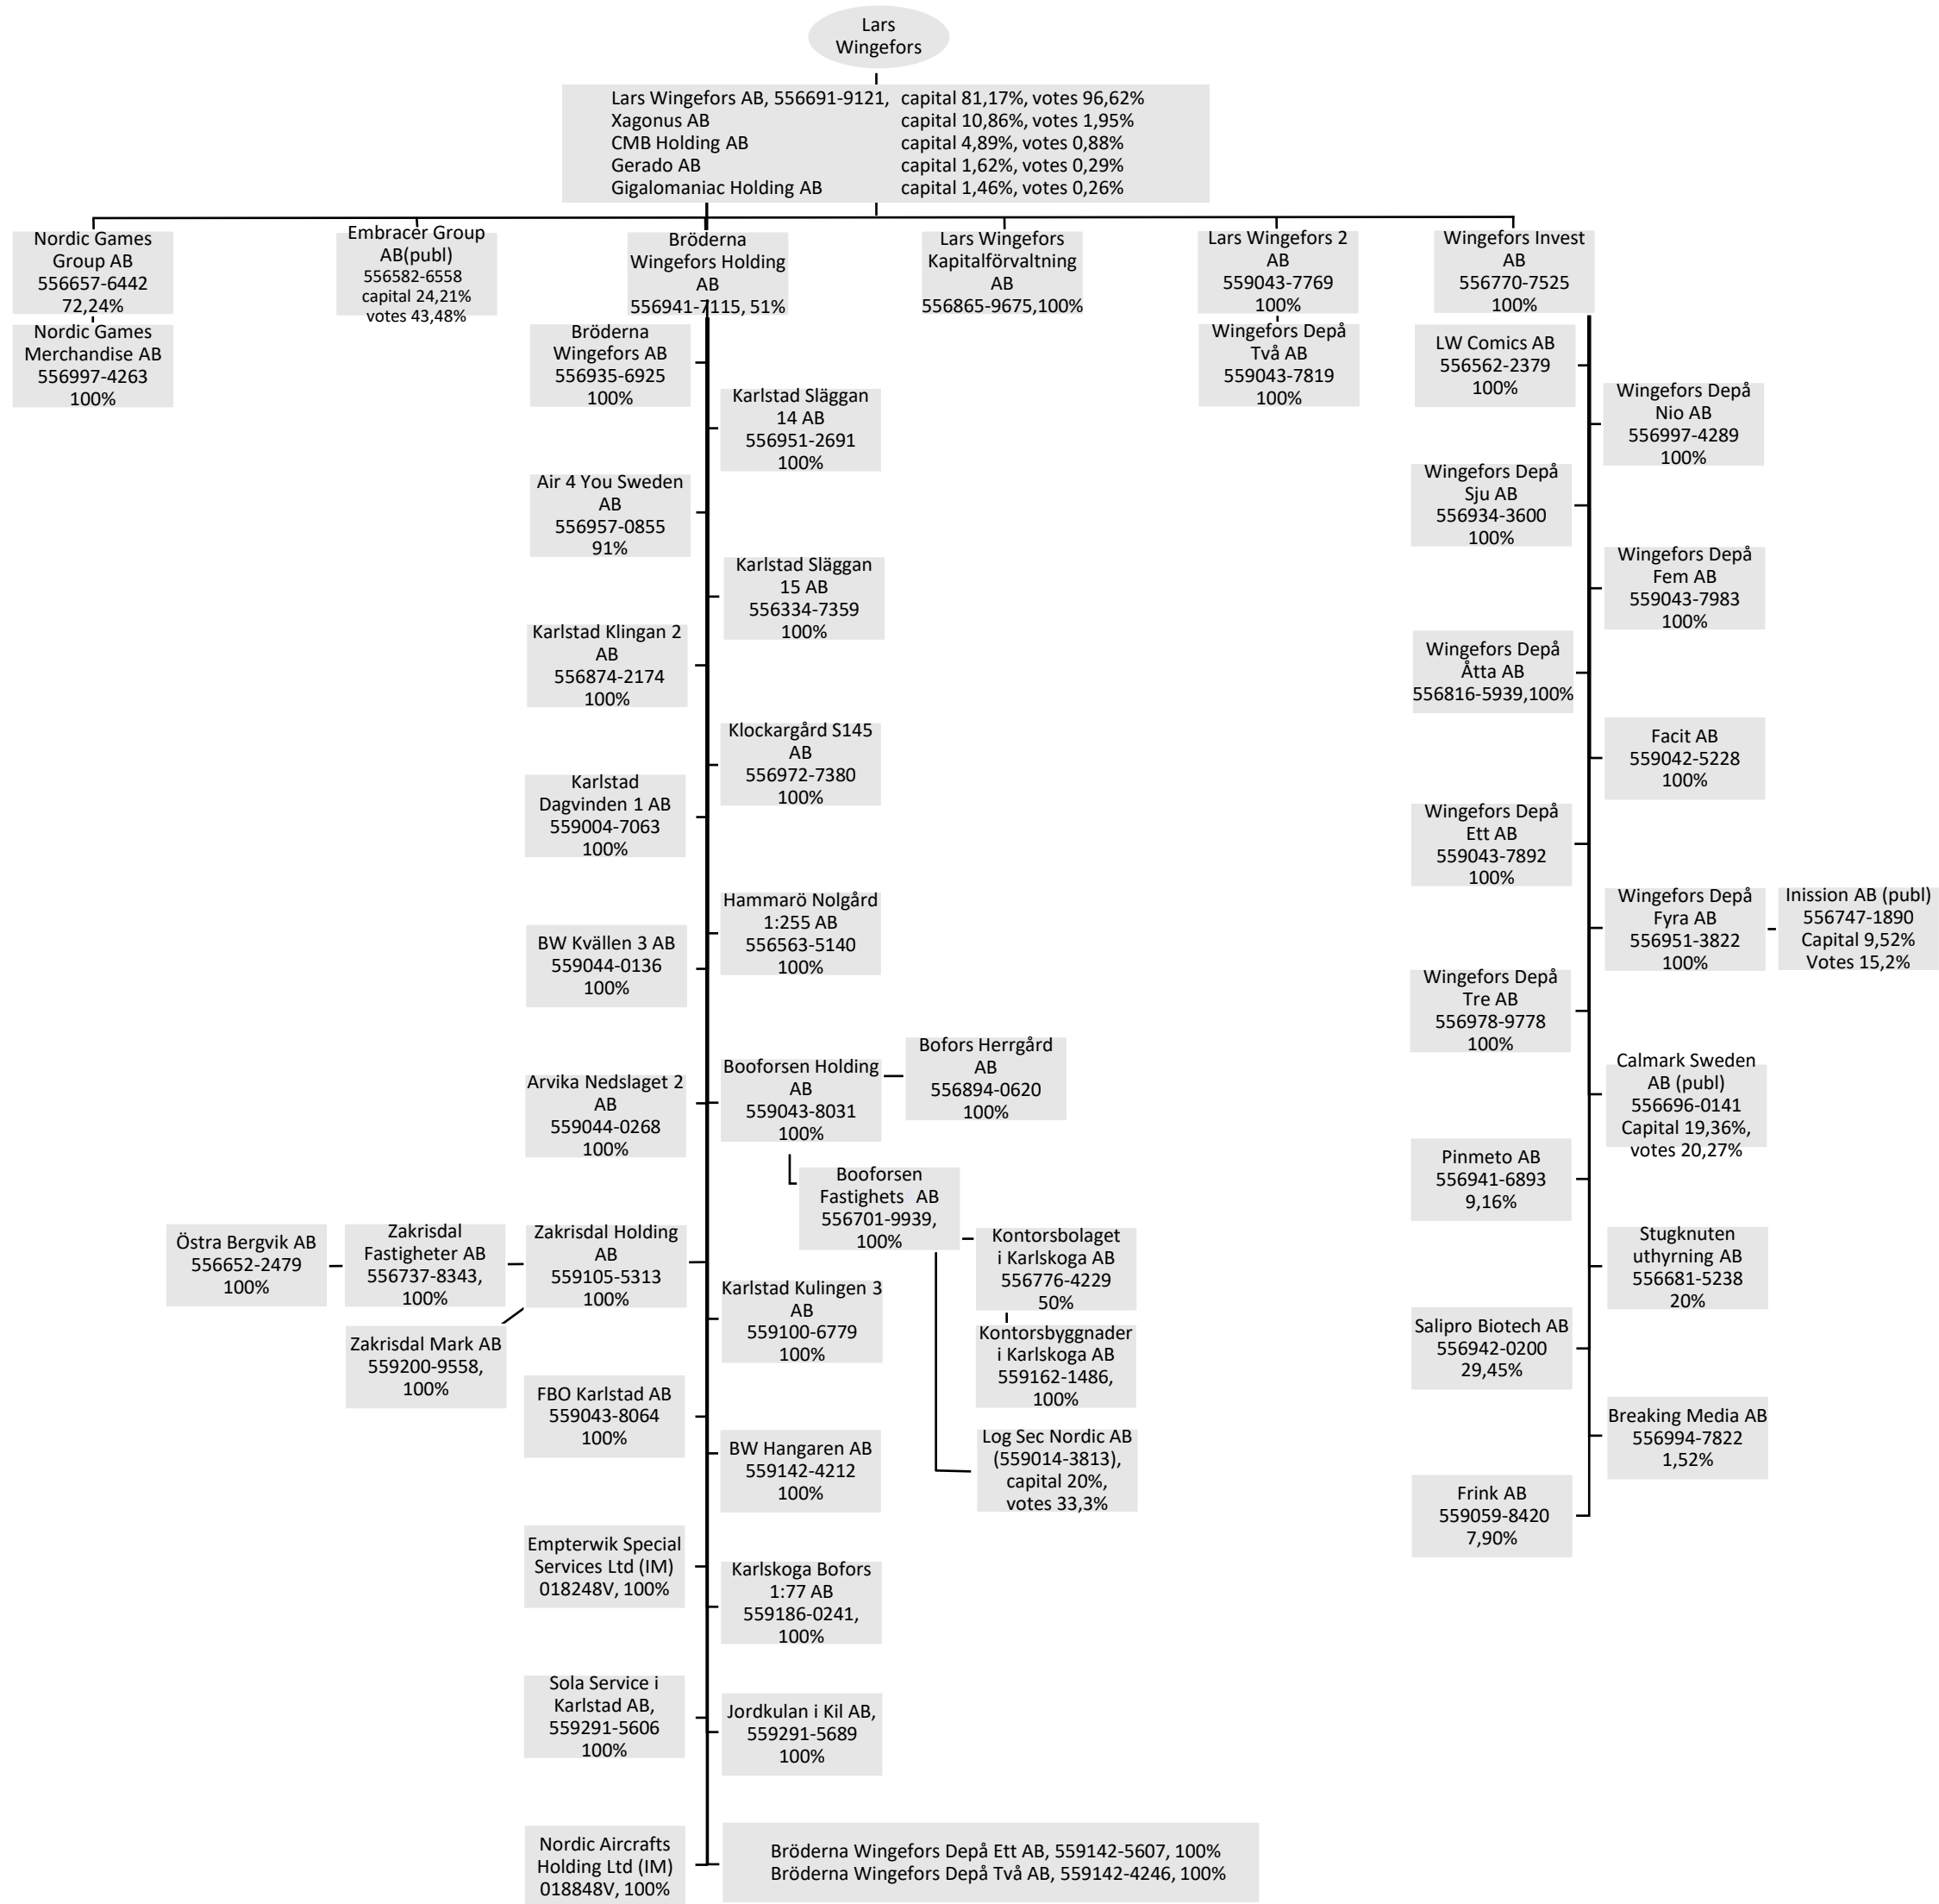 Lars
Wingefors
Lars Wingefors AB, 556691-9121, capital 81,17%, votes 96,62%
Xagonus AB capital 10,86%, votes 1,95%
CMB Holding AB capital 4,89%, votes 0,88%
Gerado AB capital 1,62%, votes 0,29%
Gigalomaniac Holding AB capital 1,46%, votes 0,26%
Nordic Games
Group AB
556657-6442
72,24%
Nordic Games
Merchandise AB
556997-4263
100%
Embracer Group
AB(publ)
556582-6558
capital 24,21%
votes 43,48%
Bröderna
Wingefors Holding
AB
556941-7115, 51%
Lars Wingefors
Kapitalförvaltning
AB
556865-9675,100%
Lars Wingefors 2
AB
559043-7769
100%
Wingefors Depå
Två AB
559043-7819
100%
Wingefors Invest
AB
556770-7525
100%
Bröderna
Wingefors AB
556935-6925
100%
Karlstad Släggan
14 AB
556951-2691
100%
Air 4 You Sweden
AB
556957-0855
91%
Karlstad Släggan
15 AB
556334-7359
100%
Karlstad Klingan 2
AB
556874-2174
100%
Klockargård S145
AB
556972-7380
100%
Karlstad
Dagvinden 1 AB
559004-7063
100%
Hammarö Nolgård
1:255 AB
556563-5140
100%
BW Kvällen 3 AB
559044-0136
100%
Booforsen Holding
AB
559043-8031
100%
Bofors Herrgård
AB
556894-0620
100%
Arvika Nedslaget 2
AB
559044-0268
100%
Booforsen
Fastighets AB
556701-9939,
100%
Östra Bergvik AB
556652-2479
100%
Zakrisdal
Fastigheter AB
556737-8343,
100%
Zakrisdal Holding
AB
559105-5313
100%
Zakrisdal Mark AB
559200-9558,
100%
Kontorsbolaget
i Karlskoga AB
556776-4229
50%
Kontorsbyggnader
i Karlskoga AB
559162-1486,
100%
Log Sec Nordic AB
(559014-3813),
capital 20%,
votes 33,3%
Karlstad Kulingen 3
AB
559100-6779
100%
FBO Karlstad AB
559043-8064
100%
BW Hangaren AB
559142-4212
100%
Empterwik Special
Services Ltd (IM)
018248V, 100%
Karlskoga Bofors
1:77 AB
559186-0241,
100%
Sola Service i
Karlstad AB,
559291-5606
100%
Jordkulan i Kil AB,
559291-5689
100%
Nordic Aircrafts
Holding Ltd (IM)
018848V, 100%
Bröderna Wingefors Depå Ett AB, 559142-5607, 100%
Bröderna Wingefors Depå Två AB, 559142-4246, 100%
LW Comics AB
556562-2379
100%
Wingefors Depå
Nio AB
556997-4289
100%
Wingefors Depå
Sju AB
556934-3600
100%
Wingefors Depå
Fem AB
559043-7983
100%
Wingefors Depå
Åtta AB
556816-5939,100%
Facit AB
559042-5228
100%
Wingefors Depå
Ett AB
559043-7892
100%
Wingefors Depå
Fyra AB
556951-3822
100%
Inission AB (publ)
556747-1890
Capital 9,52%
Votes 15,2%
Wingefors Depå
Tre AB
556978-9778
100%
Calmark Sweden
AB (publ)
556696-0141
Capital 19,36%,
votes 20,27%
Pinmeto AB
556941-6893
9,16%
Stugknuten
uthyrning AB
556681-5238
20%
Salipro Biotech AB
556942-0200
29,45%
Breaking Media AB
556994-7822
1,52%
Frink AB
559059-8420
7,90%